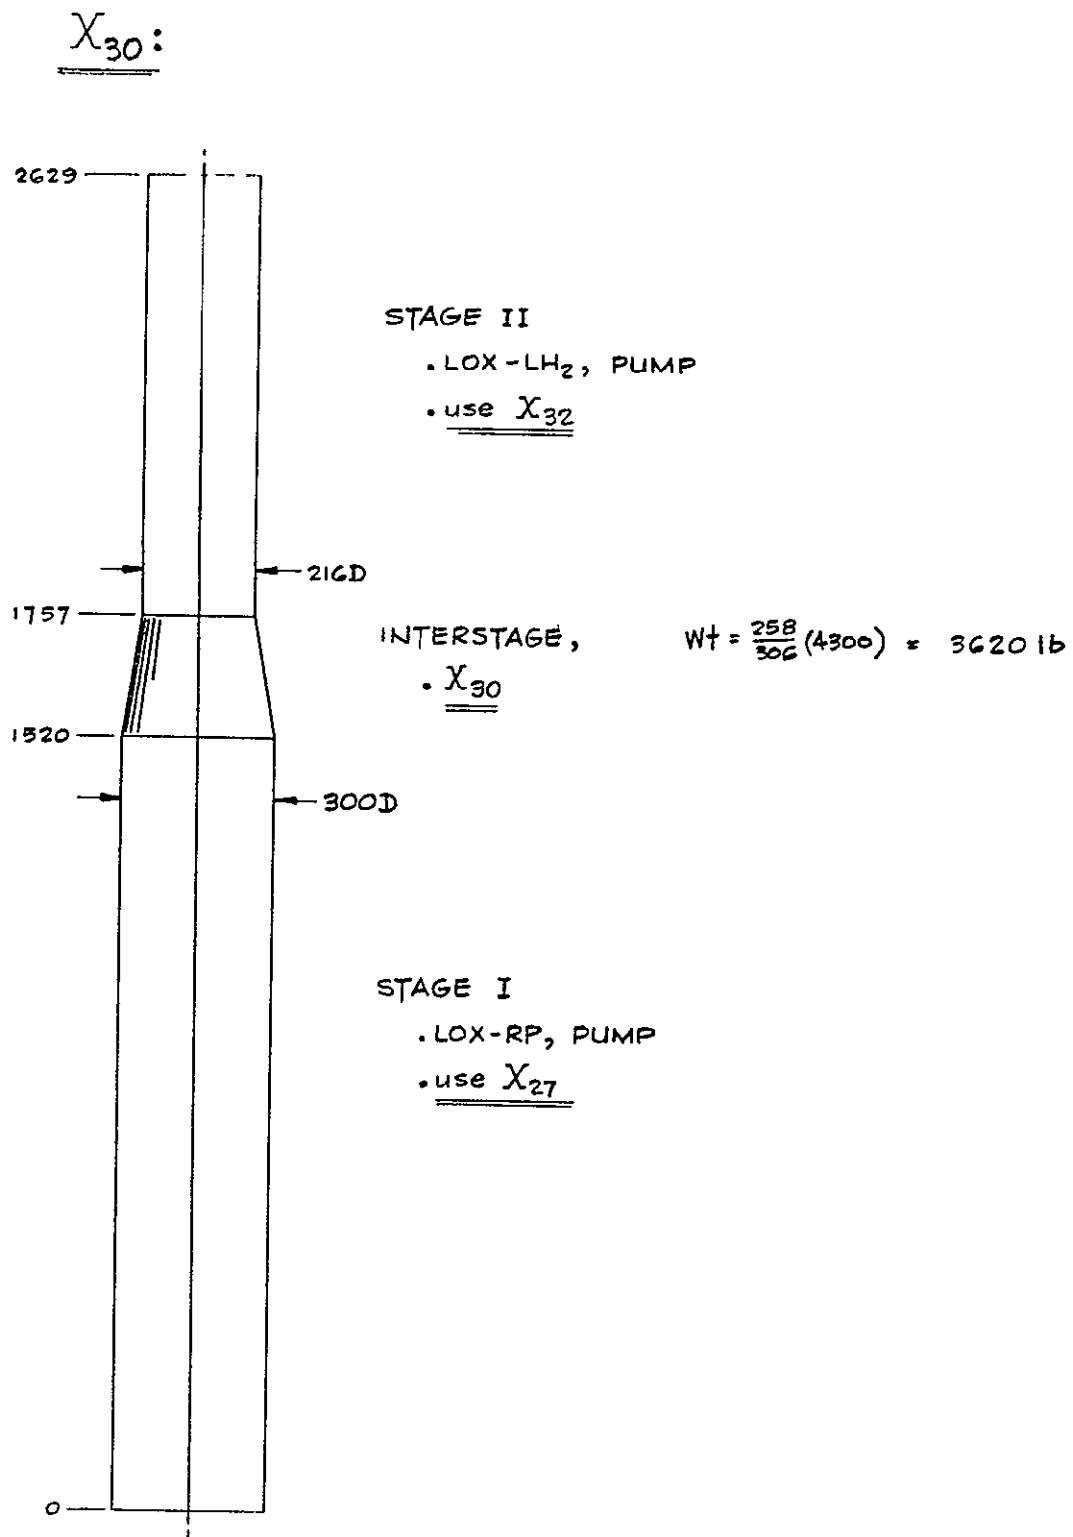 X30:
2629
STAGE II
. LOX-LH2, PUMP
. use X32
216D
1757
INTERSTAGE, Wt = 258/306 (4300) = 3620 lb
. X30
1520
300D
STAGE I
. LOX-RP, PUMP
. use X27
0